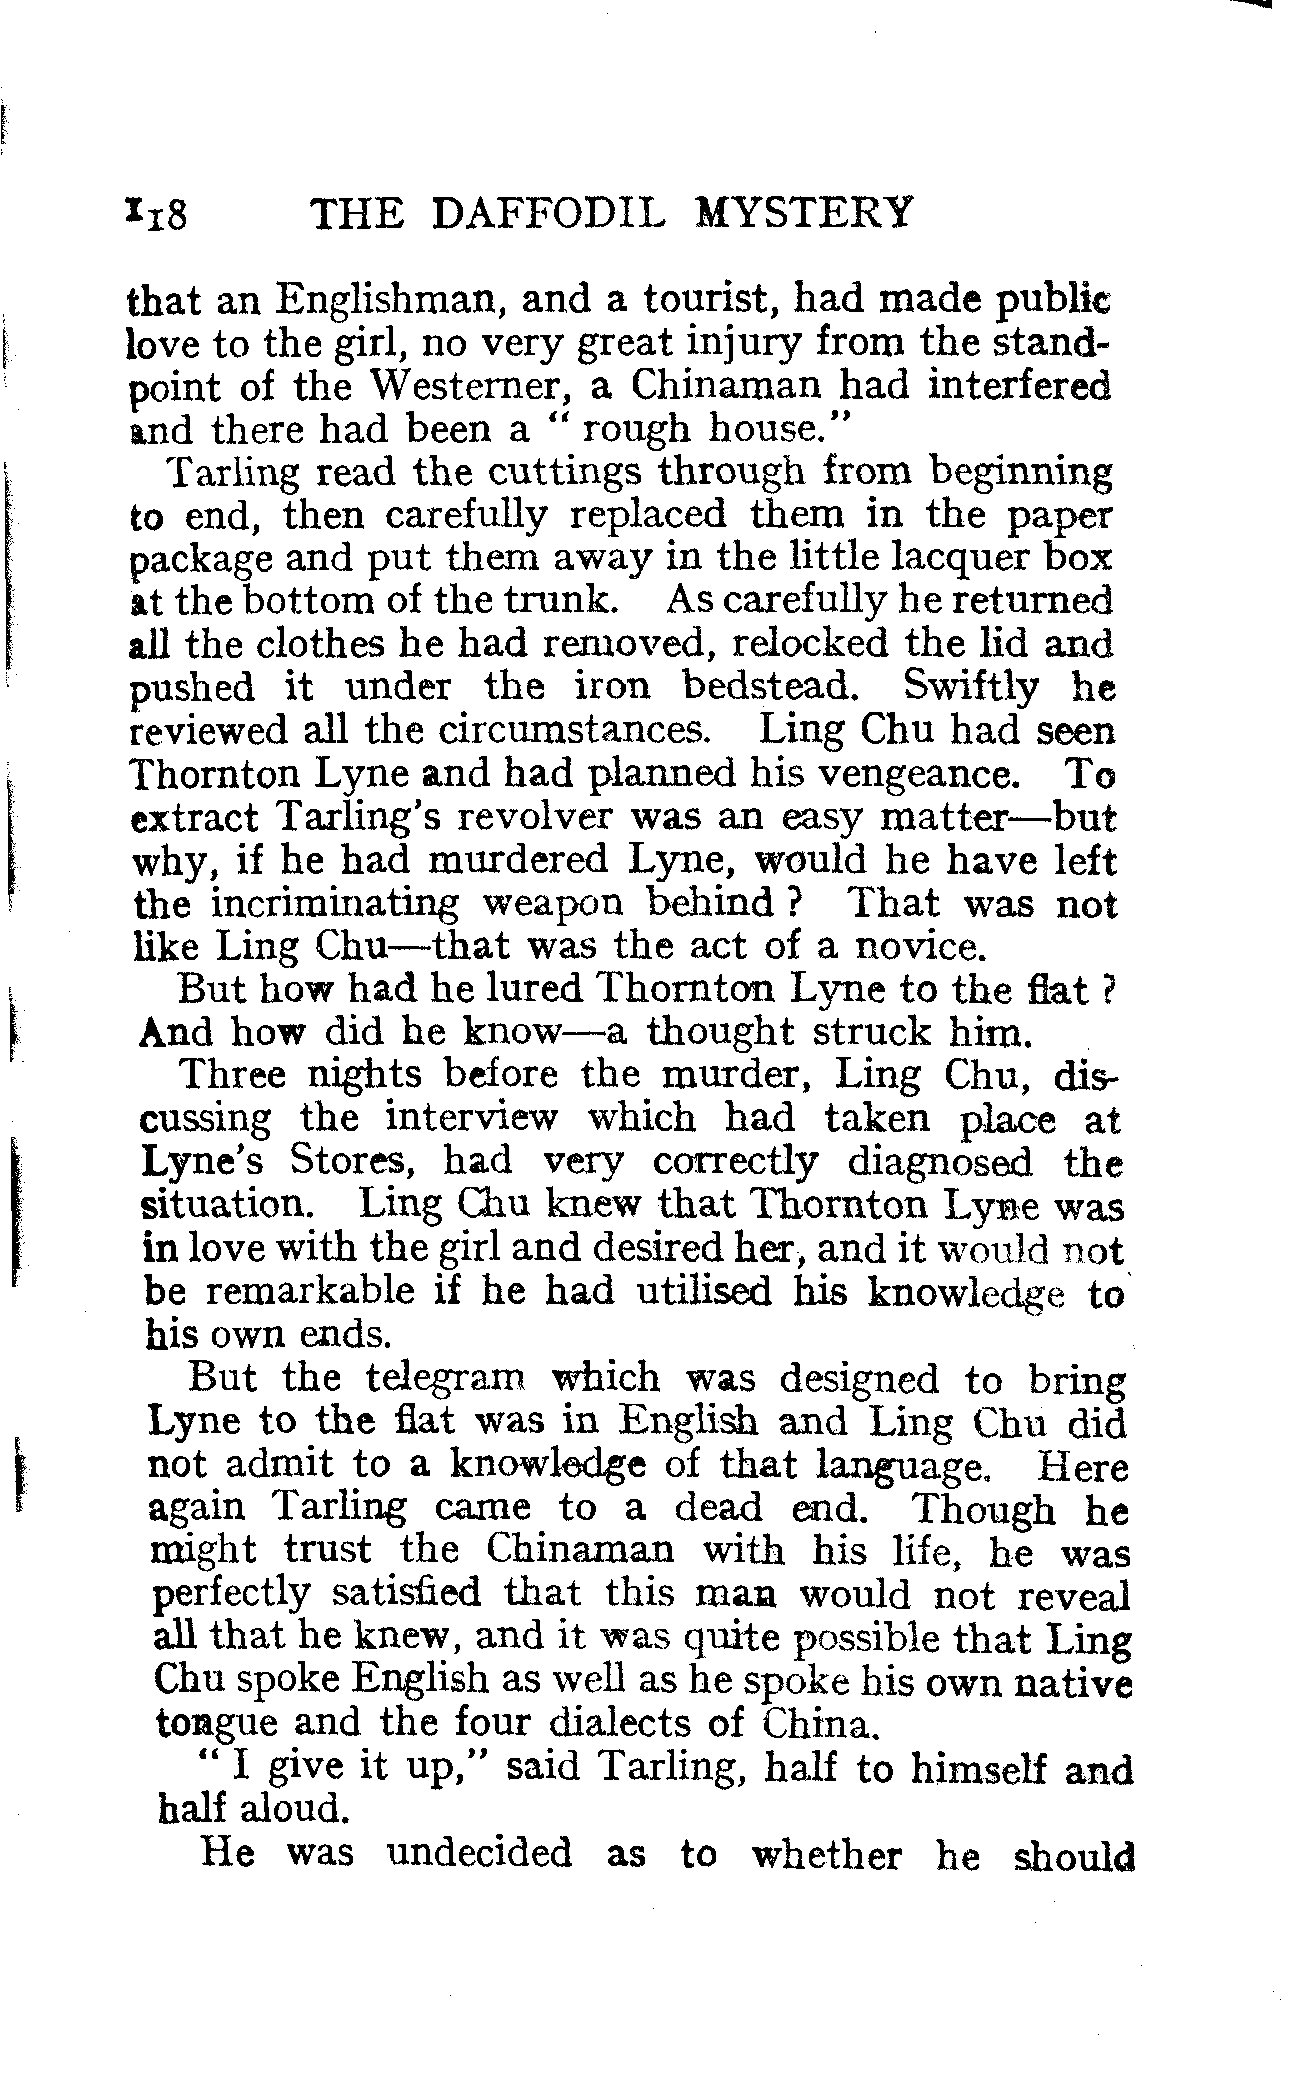 118 THE DAFFODIL MYSTERY
that an Englishman, and a tourist, had made public
love to the girl, no very great injury from the stand-
point of the Westerner, a Chinaman had interfered
and there had been a “ rough house.”
Tarling read the cuttings through from beginning
to end, then carefully replaced them in the paper
package and put them away in the little lacquer box
at the bottom of the trunk. As carefully he returned
all the clothes he had removed, relocked the lid and
pushed it under the iron bedstead. Swiftly he
reviewed all the circumstances. Ling Chu had seen
Thornton Lyne and had planned his vengeance. To
extract Tarling's revolver was an easy matter—but
why, if he had murdered Lyne, would he have left
the incriminating weapon behind ? That was not
like Ling Chu—that was the act of a novice.
But how had he lured Thornton Lyne to the flat ?
And how did he know—a thought struck him.
Three nights before the murder, Ling Chu, dis-
cussing the interview which had taken place at
Lyne's Stores, had very correctly diagnosed the
situation. Ling Chu knew that Thornton Lyne was
in love with the girl and desired her, and it would not
be remarkable if he had utilised his knowledge to
his own ends.
But the telegram which was designed to bring
Lyne to the flat was in English and Ling Chu did
not admit to a knowledge of that language. Here
again Tarling came to a dead end. Though he
might trust the Chinaman with his life, he was
perfectly satisfied that this man would not reveal
all that he knew, and it was quite possible that Ling
Chu spoke English as well as he spoke his own native
tongue and the four dialects of China.
“ I give it up,” said Tarling, half to himself and
half aloud.
He was undecided as to whether he should